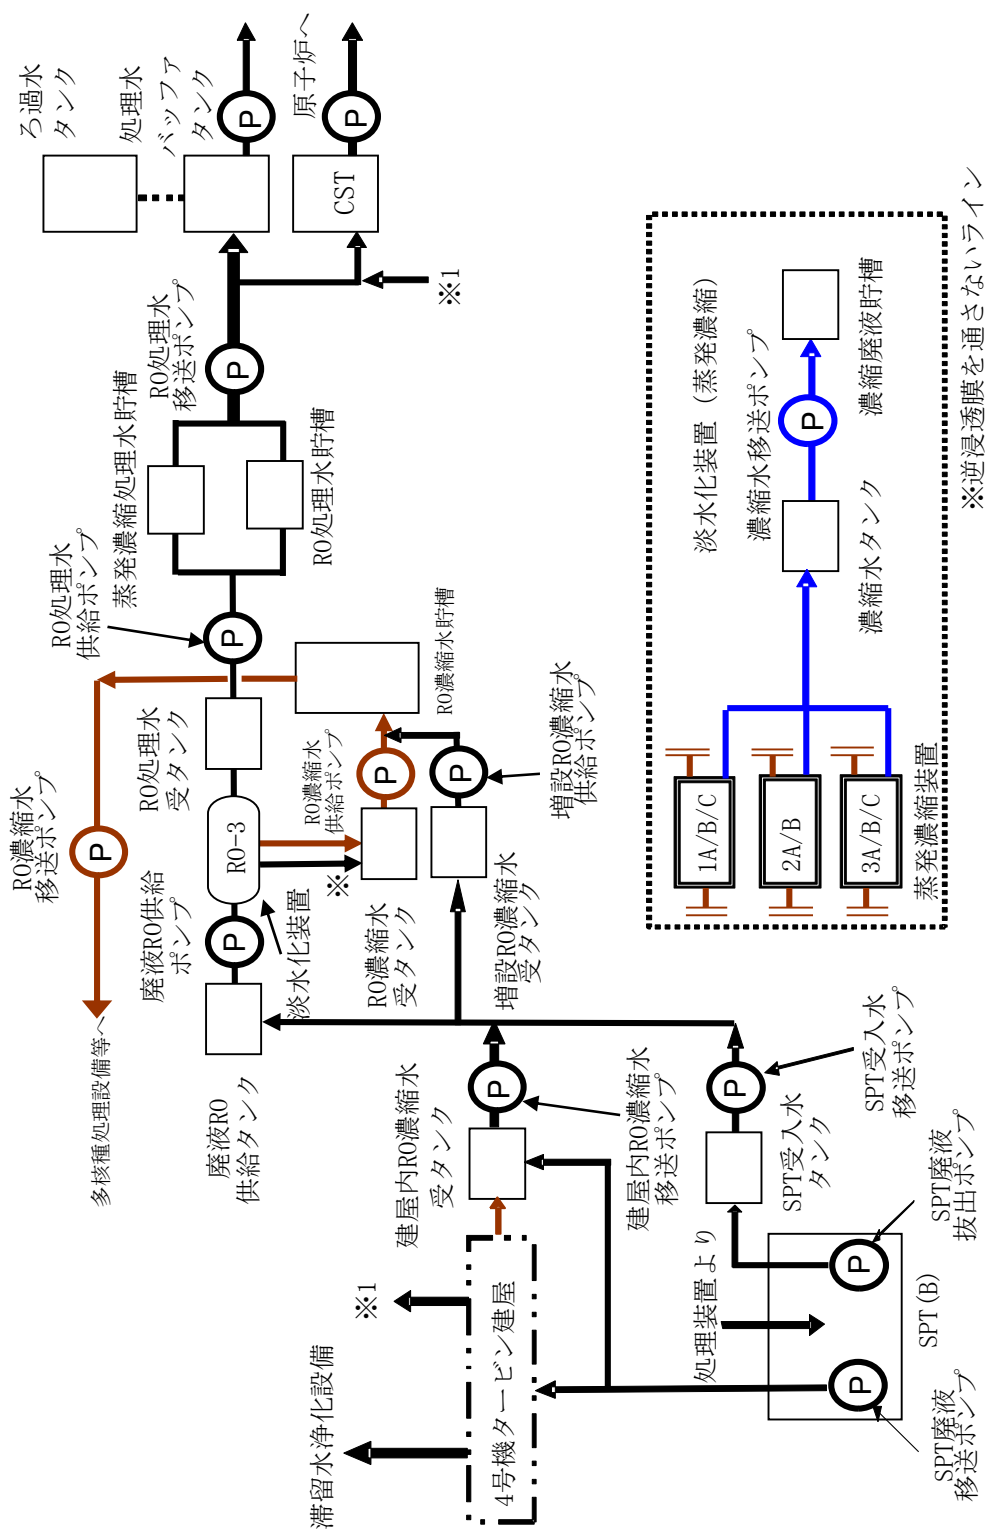 滞留水浄化設備
※1
4号機タービン建屋
処理装置より
SPT廃液
移送ポンプ
P
SPT(B)
P
SPT廃液
抜出ポンプ
SPT受入水
タンク
P
SPT受入水
移送ポンプ
建屋内RO濃縮水
受タンク
P
建屋内RO濃縮水
移送ポンプ
多核種処理設備等へ
廃液RO
供給タンク
廃液RO供給
ポンプ
P
淡水化装置
RO-3
※
RO濃縮水
受タンク
増設RO濃縮水
受タンク
RO濃縮水
移送ポンプ
P
RO処理水
受タンク
RO濃縮水
供給ポンプ
P
P
増設RO濃縮水
供給ポンプ
RO濃縮水貯槽
RO処理水
供給ポンプ
P
蒸発濃縮処理水貯槽
RO処理水貯槽
RO処理水
移送ポンプ
P
※1
ろ過水
タンク
処理水
バッファ
タンク
P
CST
原子炉へ
P
淡水化装置（蒸発濃縮）
1A/B/C
2A/B
3A/B/C
蒸発濃縮装置
濃縮水タンク
濃縮水移送ポンプ
P
濃縮廃液貯槽
※逆浸透膜を通さないライン